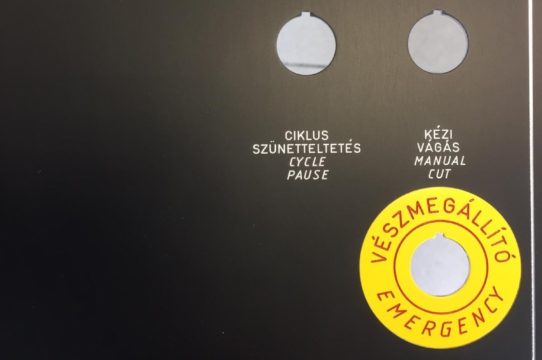 CIKLUS
SZÜNETTELTETÉS
CYCLE
PAUSE
KÉZI
VÁGÁS
MANUAL
CUT
VÉSZMEGÁLLÍTÓ
EMERGENCY